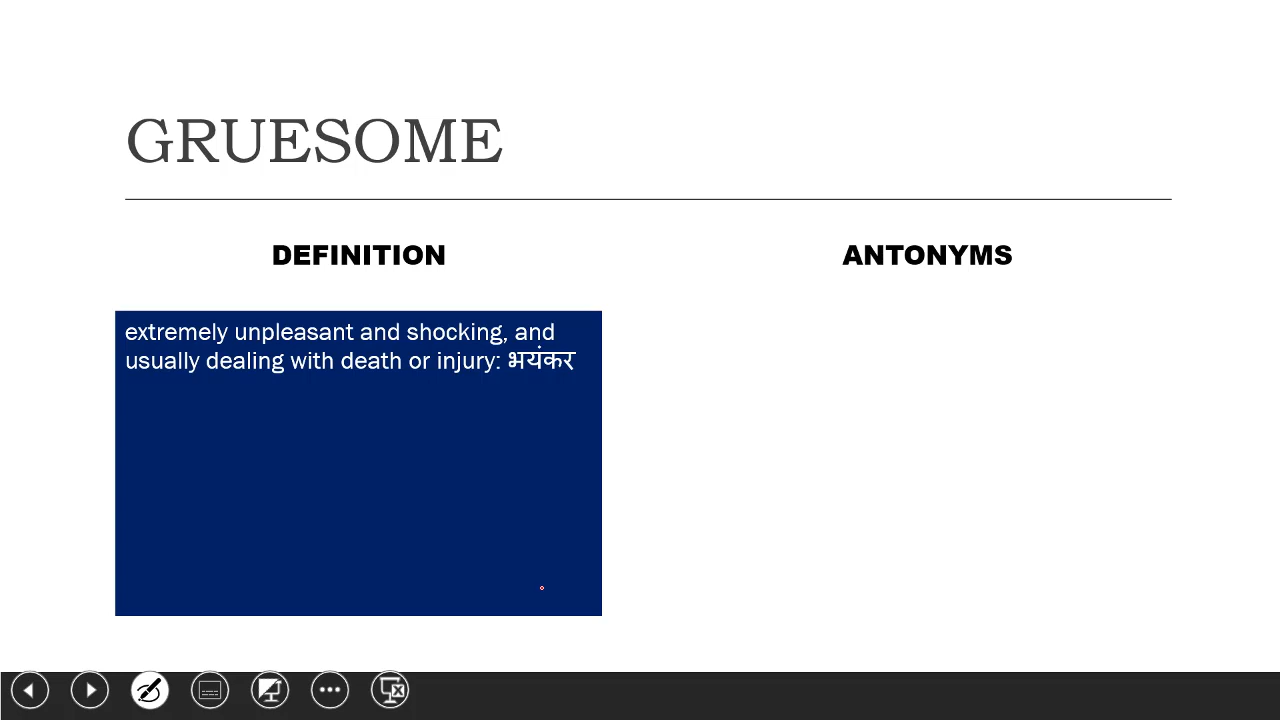 GRUESOME
DEFINITION
ANTONYMS
extremely unpleasant and shocking, and
usually dealing with death or injury: भयंकर